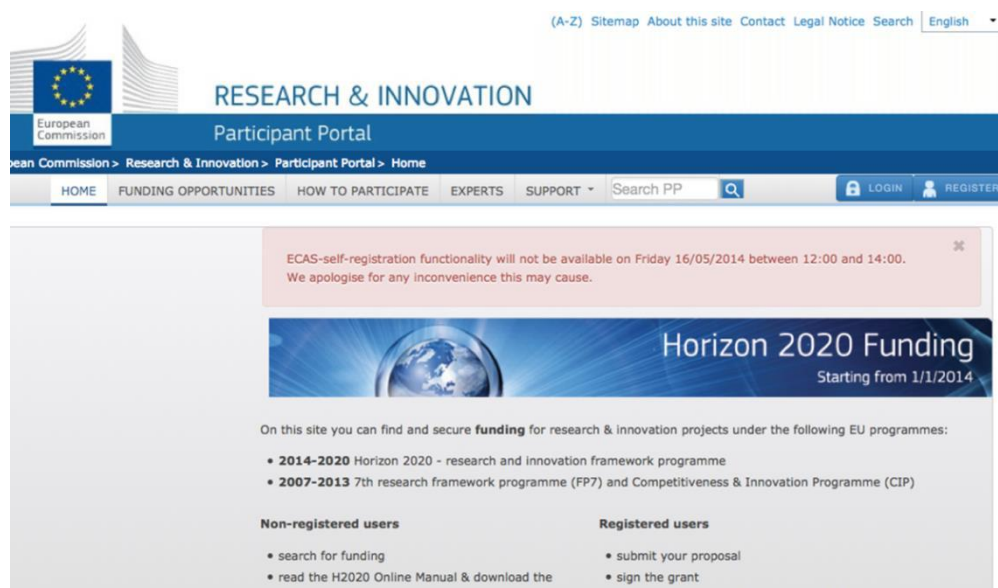 (A-Z) Sitemap About this site Contact Legal Notice Search English
European
Commission
RESEARCH & INNOVATION
Participant Portal
pean Commission > Research & Innovation > Participant Portal > Home
HOME FUNDING OPPORTUNITIES HOW TO PARTICIPATE EXPERTS SUPPORT Search PP LOGIN REGISTER
ECAS-self-registration functionality will not be available on Friday 16/05/2014 between 12:00 and 14:00.
We apologise for any inconvenience this may cause.
Horizon 2020 Funding
Starting from 1/1/2014
On this site you can find and secure funding for research & innovation projects under the following EU programmes:
• 2014-2020 Horizon 2020 - research and innovation framework programme
• 2007-2013 7th research framework programme (FP7) and Competitiveness & Innovation Programme (CIP)
Non-registered users
• search for funding
• read the H2020 Online Manual & download the
Registered users
• submit your proposal
• sign the grant